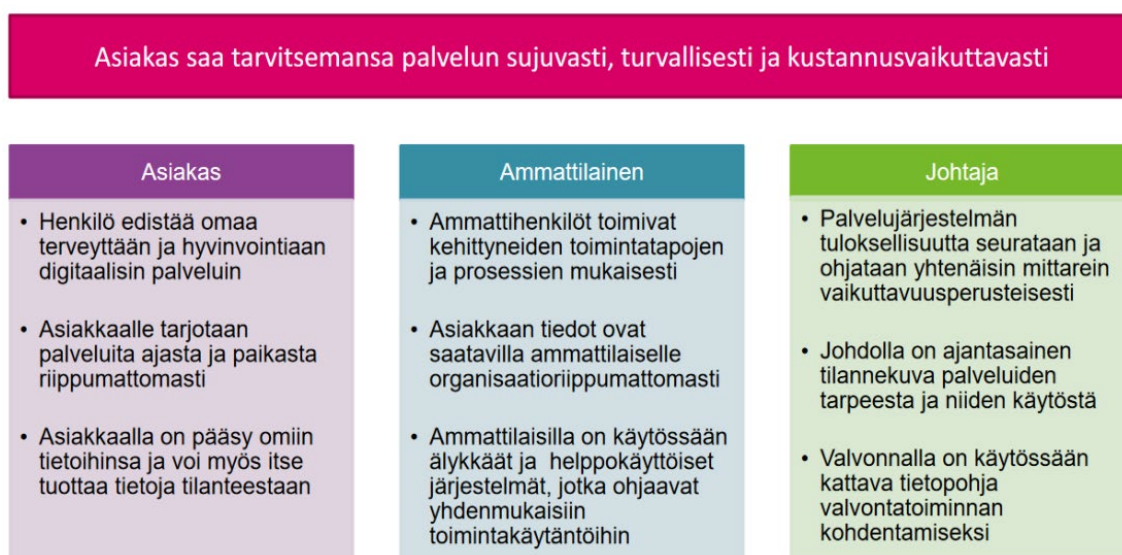 Asiakas saa tarvitsemansa palvelun sujuvasti, turvallisesti ja kustannusvaikuttavasti
Asiakas
• Henkilö edistää omaa
terveyttään ja hyvinvointiaan
digitaalisin palveluin
• Asiakkaalle tarjotaan
palveluita ajasta ja paikasta
riippumattomasti
• Asiakkaalla on pääsy omiin
tietoihinsa ja voi myös itse
tuottaa tietoja tilanteestaan
Ammattilainen
• Ammattihenkilöt toimivat
kehittyneiden toimintatapojen
ja prosessien mukaisesti
• Asiakkaan tiedot ovat
saatavilla ammattilaiselle
organisaatioriippumattomasti
• Ammattilaisilla on käytössään
älykkäät ja helppokäyttöiset
järjestelmät, jotka ohjaavat
yhdenmukaisiin
toimintakäytäntöihin
Johtaja
• Palvelujärjestelmän
tuloksellisuutta seurataan ja
ohjataan yhtenäisin mittarein
vaikuttavuusperusteisesti
• Johdolla on ajantasainen
tilannekuva palveluiden
tarpeesta ja niiden käytöstä
• Valvonnalla on käytössään
kattava tietopohja
valvontatoiminnan
kohdentamiseksi